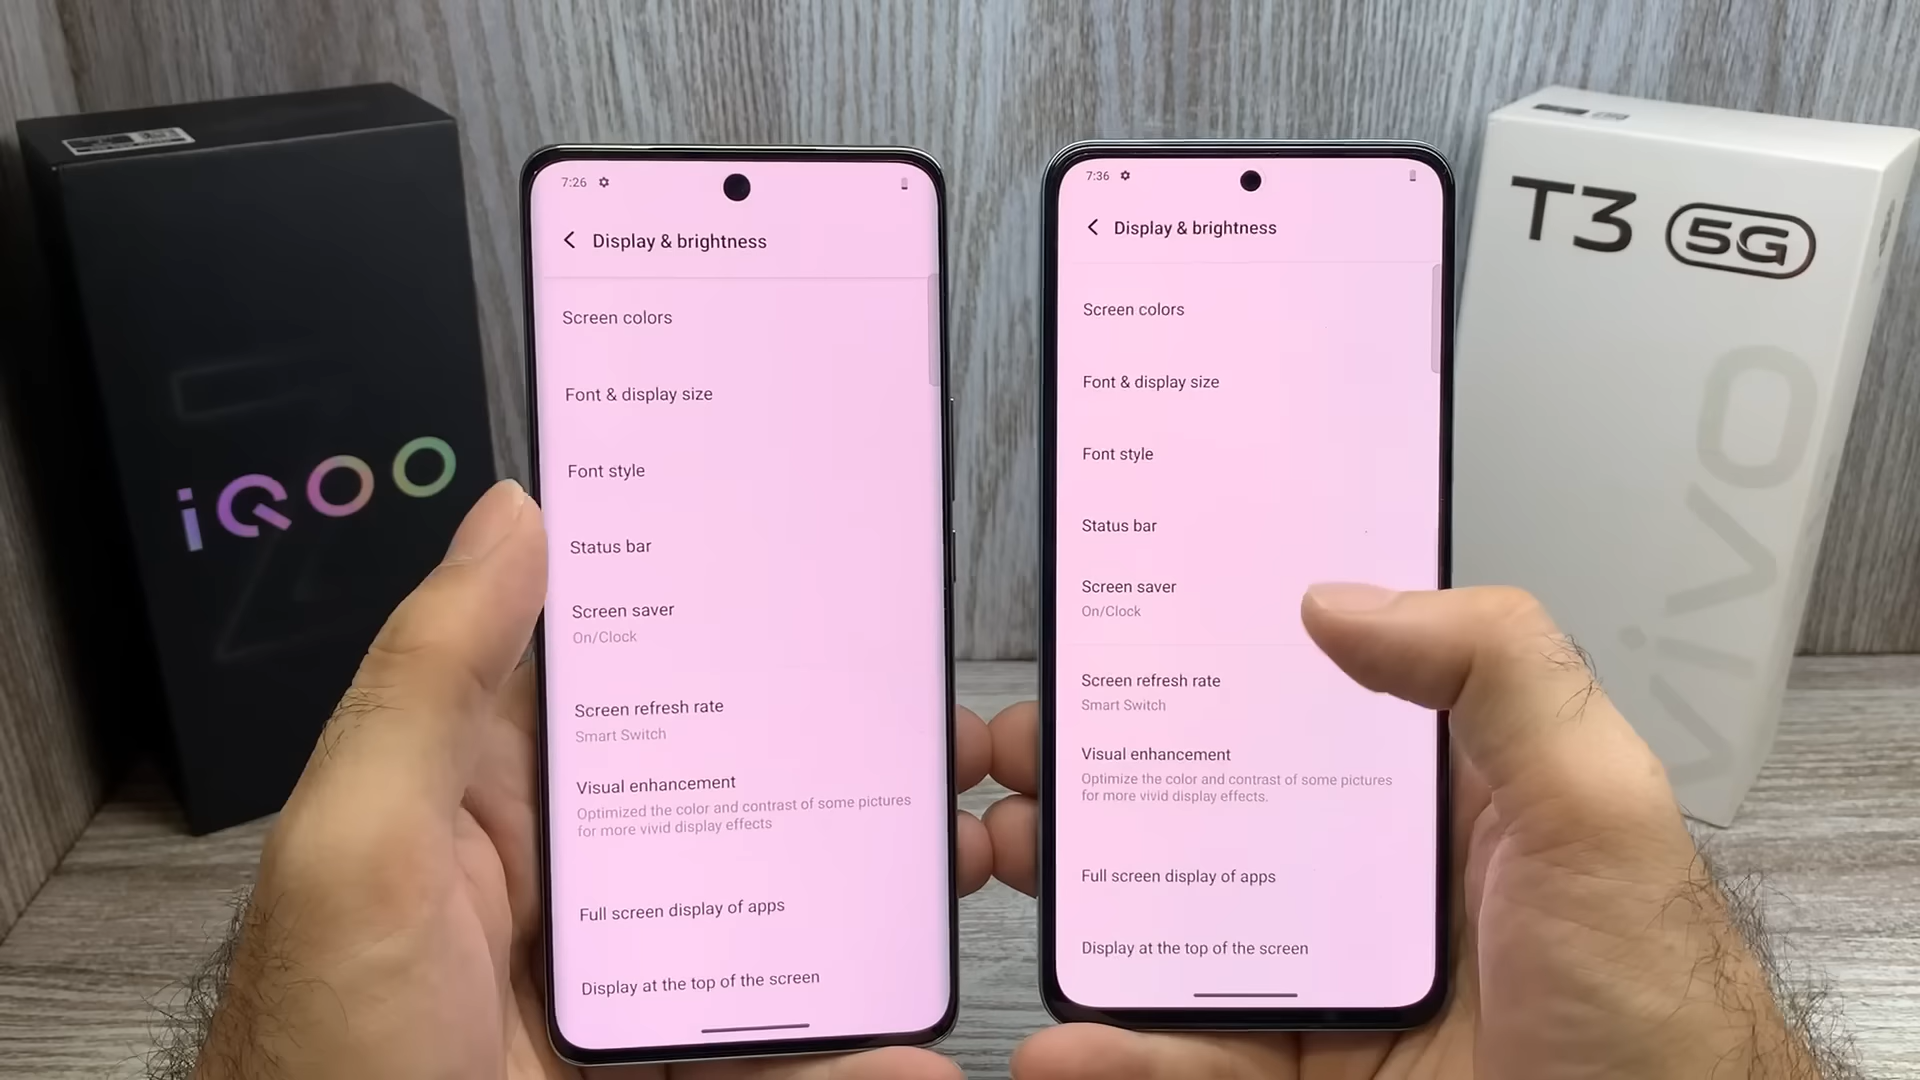 iQOO
7:26
Display & brightness
Screen colors
Font & display size
Font style
Status bar
Screen saver
On/Clock
Screen refresh rate
Smart Switch
Visual enhancement
Optimized the color and contrast of some pictures
for more vivid display effects
Full screen display of apps
Display at the top of the screen
7:36
Display & brightness
Screen colors
Font & display size
Font style
Status bar
Screen saver
On/Clock
Screen refresh rate
Smart Switch
Visual enhancement
Optimize the color and contrast of some pictures
for more vivid display effects.
Full screen display of apps
Display at the top of the screen
T3 5G
vivo